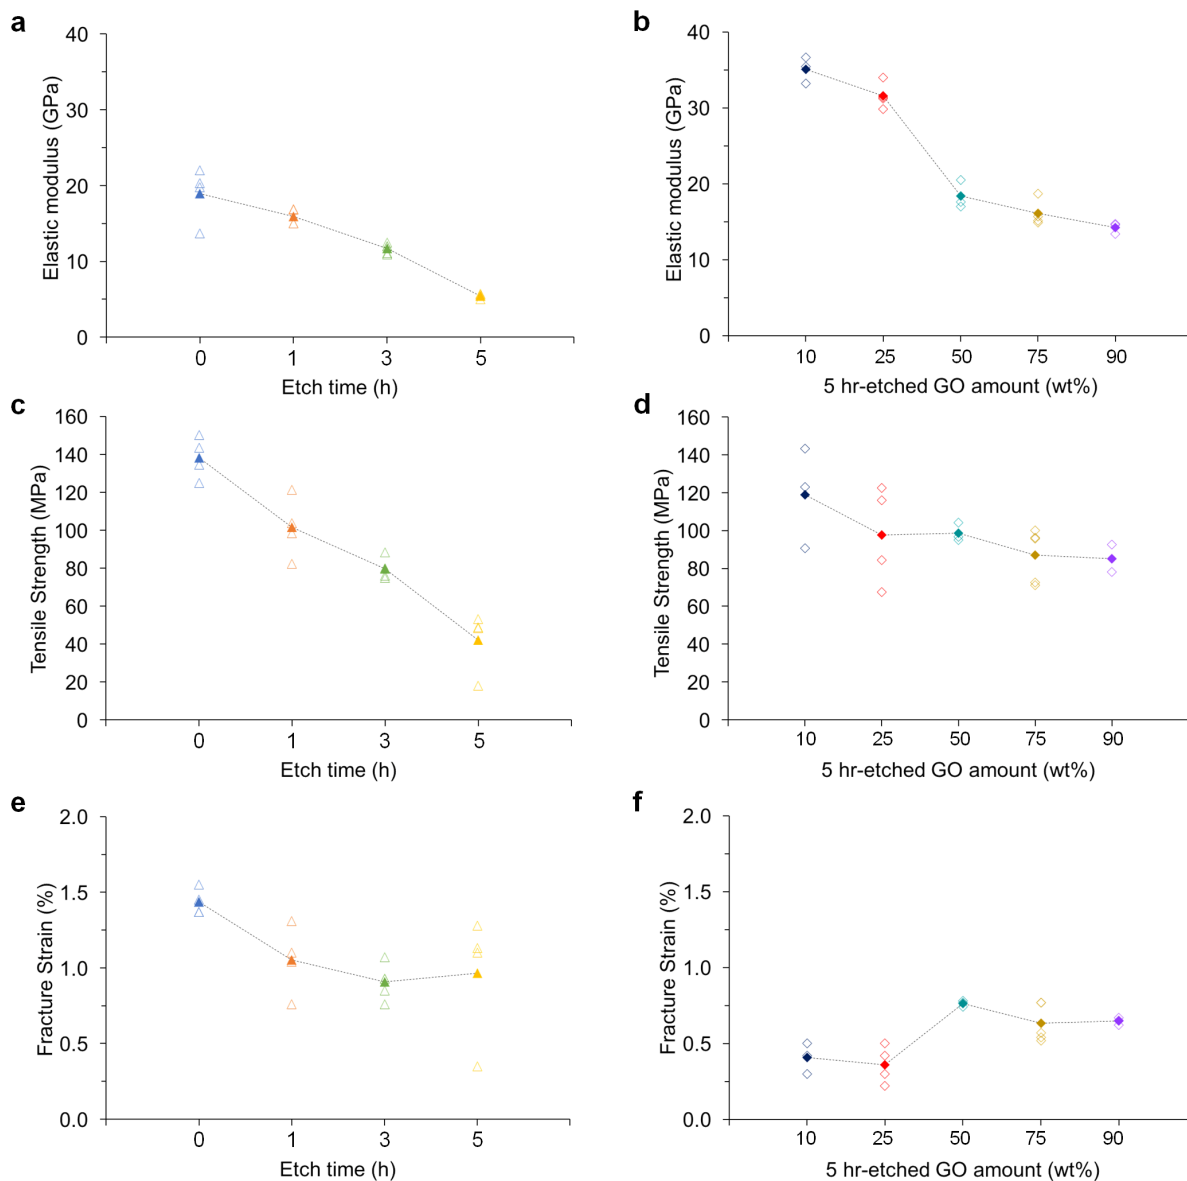 a
Elastic modulus (GPa)
40
30
20
10
0
0 1 3 5
Etch time (h)
b
Elastic modulus (GPa)
40
30
20
10
0
10 25 50 75 90
5 hr-etched GO amount (wt%)
c
Tensile Strength (MPa)
160
140
120
100
80
60
40
20
0
0 1 3 5
Etch time (h)
d
Tensile Strength (MPa)
160
140
120
100
80
60
40
20
0
10 25 50 75 90
5 hr-etched GO amount (wt%)
e
Fracture Strain (%)
2.0
1.5
1.0
0.5
0.0
0 1 3 5
Etch time (h)
f
Fracture Strain (%)
2.0
1.5
1.0
0.5
0.0
10 25 50 75 90
5 hr-etched GO amount (wt%)